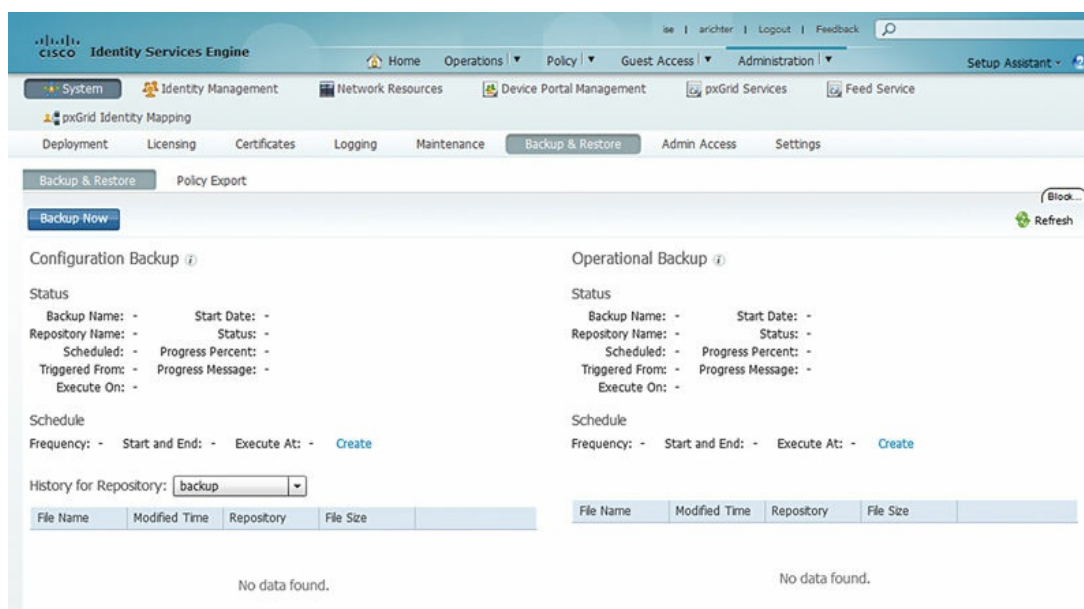 ise | arichter | Logout | Feedback
cisco Identity Services Engine
Home Operations Policy Guest Access Administration Setup Assistant
System Identity Management Network Resources Device Portal Management pxGrid Services Feed Service
pxGrid Identity Mapping
Deployment Licensing Certificates Logging Maintenance Backup & Restore Admin Access Settings
Backup & Restore Policy Export
Block...
Backup Now Refresh
Configuration Backup
Status
Backup Name: - Start Date: -
Repository Name: - Status: -
Scheduled: - Progress Percent: -
Triggered From: - Progress Message: -
Execute On: -
Schedule
Frequency: - Start and End: - Execute At: - Create
History for Repository: backup
File Name Modified Time Repository File Size
No data found.
Operational Backup
Status
Backup Name: - Start Date: -
Repository Name: - Status: -
Scheduled: - Progress Percent: -
Triggered From: - Progress Message: -
Execute On: -
Schedule
Frequency: - Start and End: - Execute At: - Create
File Name Modified Time Repository File Size
No data found.